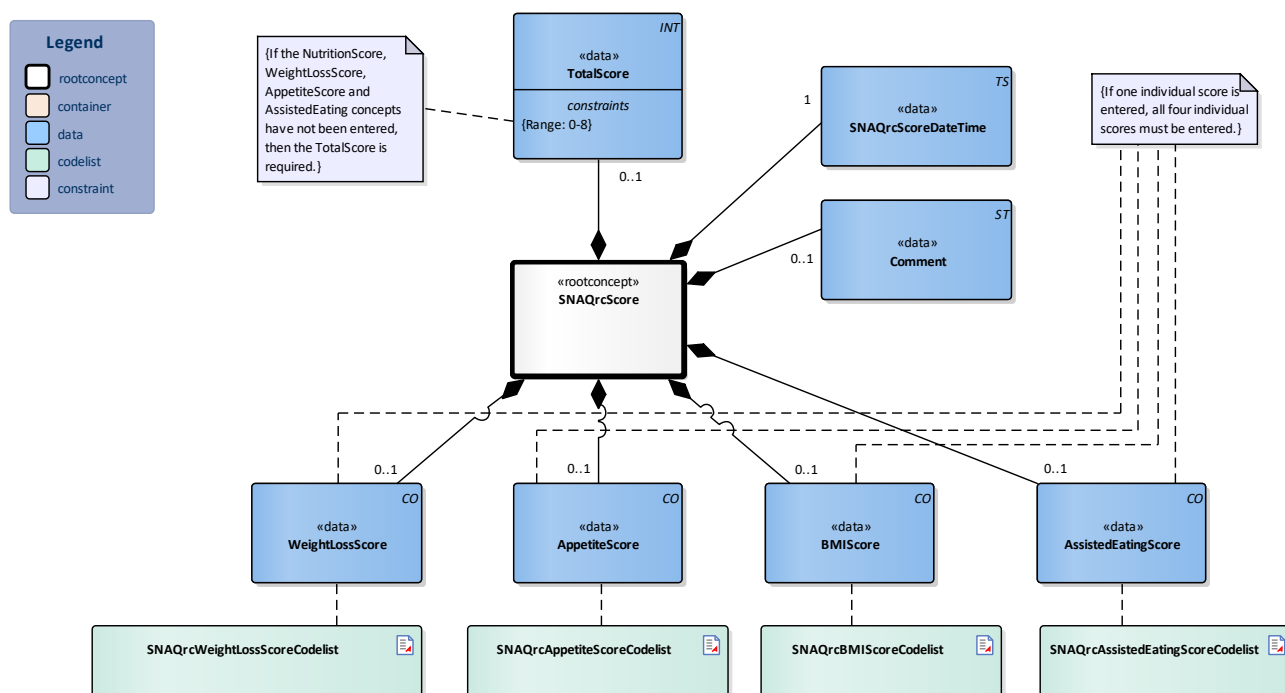 Legend
rootconcept
container
data
codelist
constraint
{If the NutritionScore,
WeightLossScore,
AppetiteScore and
AssistedEating concepts
have not been entered,
then the TotalScore is
required.}
INT
«data»
TotalScore
constraints
{Range: 0-8}
0..1
TS
«data»
SNAQrcScoreDateTime
1
ST
«data»
Comment
0..1
{If one individual score is
entered, all four individual
scores must be entered.}
«rootconcept»
SNAQrcScore
0..1
0..1
0..1
0..1
CO
«data»
WeightLossScore
CO
«data»
AppetiteScore
CO
«data»
BMIScore
CO
«data»
AssistedEatingScore
SNAQrcWeightLossScoreCodelist
SNAQrcAppetiteScoreCodelist
SNAQrcBMIScoreCodelist
SNAQrcAssistedEatingScoreCodelist